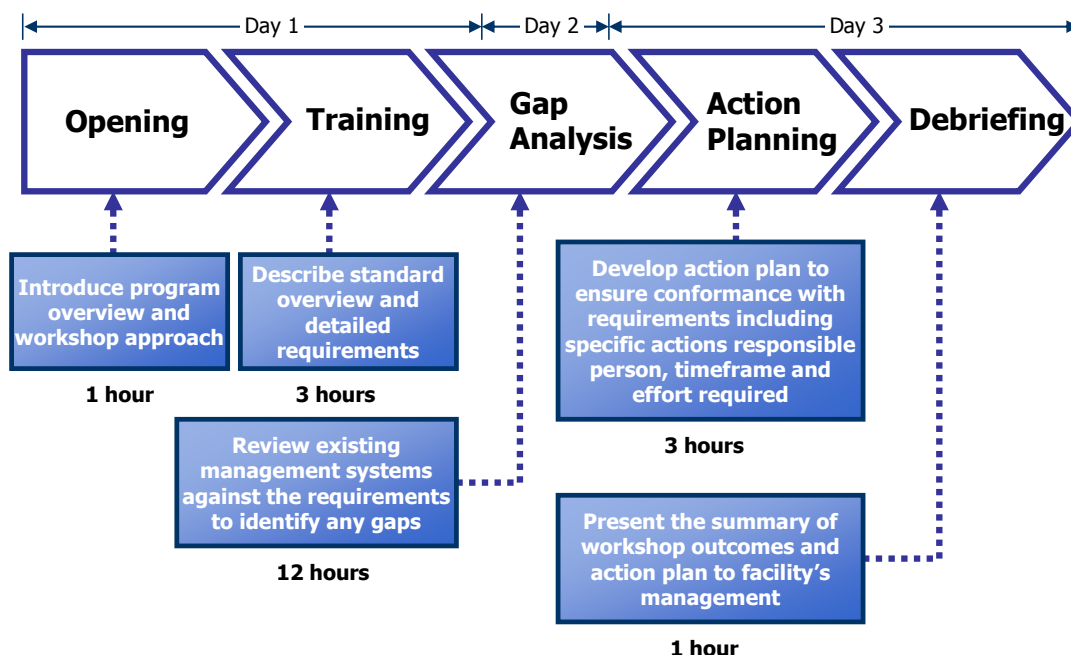 Day 1
Day 2
Day 3
Opening
Training
Gap
Analysis
Action
Planning
Debriefing
Introduce program
overview and
workshop approach
1 hour
Describe standard
overview and
detailed
requirements
3 hours
Review existing
management systems
against the requirements
to identify any gaps
12 hours
Develop action plan to
ensure conformance with
requirements including
specific actions responsible
person, timeframe and
effort required
3 hours
Present the summary of
workshop outcomes and
action plan to facility’s
management
1 hour